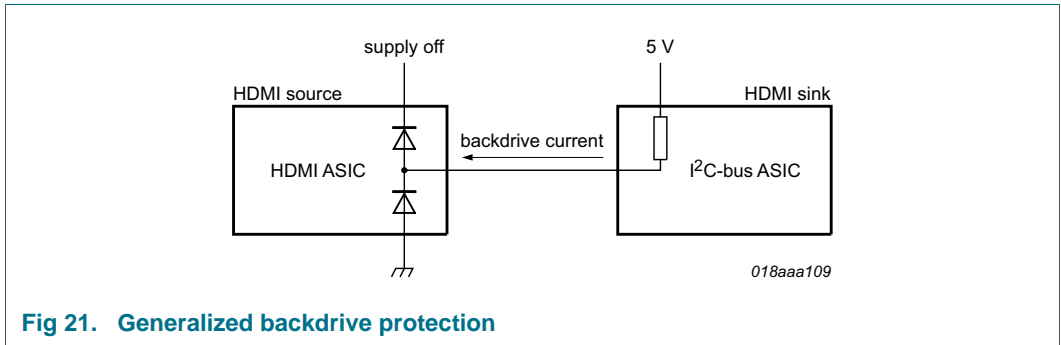 supply off
5 V
HDMI source
HDMI sink
backdrive current
HDMI ASIC
I2C-bus ASIC
018aaa109
Fig 21. Generalized backdrive protection